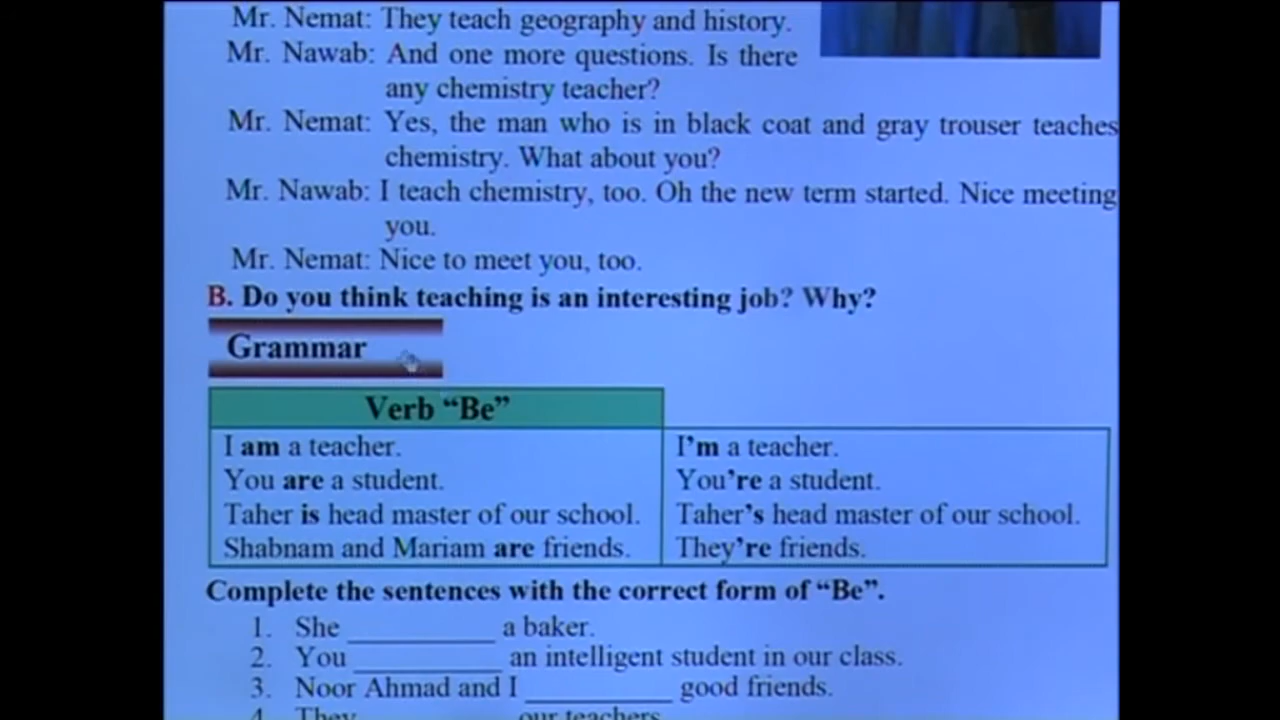 Mr. Nemat: They teach geography and history.
Mr. Nawab: And one more questions. Is there
any chemistry teacher?
Mr. Nemat: Yes, the man who is in black coat and gray trouser teaches
chemistry. What about you?
Mr. Nawab: I teach chemistry, too. Oh the new term started. Nice meeting
you.
Mr. Nemat: Nice to meet you, too.
B. Do you think teaching is an interesting job? Why?
Grammar
Verb “Be”
I am a teacher.
You are a student.
Taher is head master of our school.
Shabnam and Mariam are friends.
I’m a teacher.
You’re a student.
Taher’s head master of our school.
They’re friends.
Complete the sentences with the correct form of “Be”.
1. She __________ a baker.
2. You __________ an intelligent student in our class.
3. Noor Ahmad and I __________ good friends.
4. They __________ our teachers.